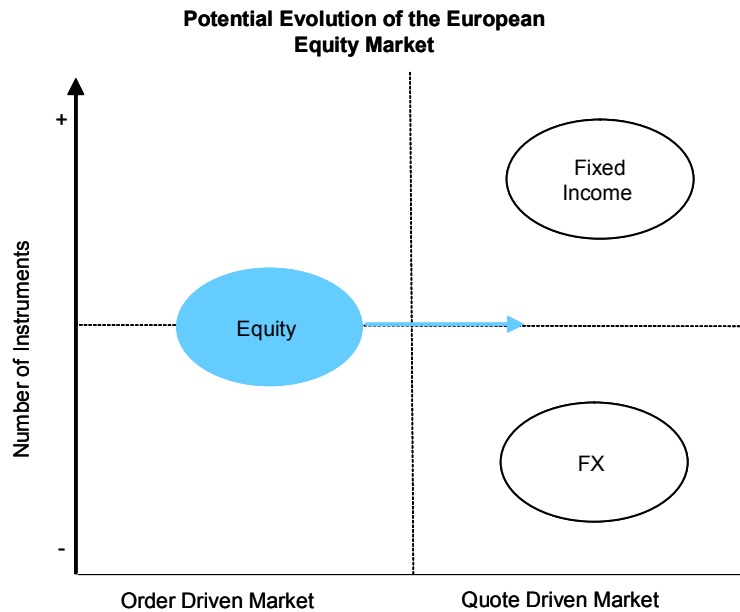 Potential Evolution of the European
Equity Market
+
Fixed
Income
Number of Instruments
Equity
FX
-
Order Driven Market
Quote Driven Market